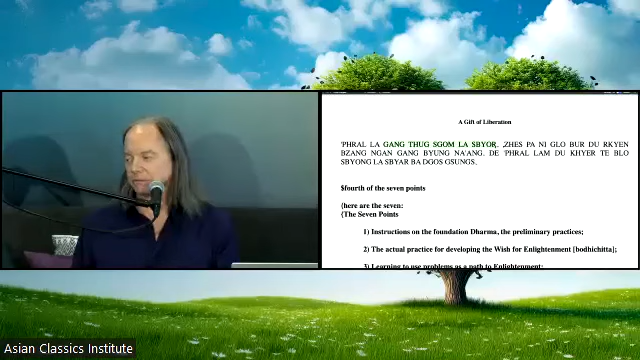 A Gift of Liberation
'PHRAL LA GANG THUG SGOM LA SBYOR, ,ZHES PA NI GLO BUR DU RKYEN
BZANG NGAN GANG BYUNG NA'ANG, DE 'PHRAL LAM DU KHYER TE BLO
SBYONG LA SBYAR BA DGOS GSUNGS,
$fourth of the seven points
{here are the seven:
{The Seven Points
1) Instructions on the foundation Dharma, the preliminary practices;
2) The actual practice for developing the Wish for Enlightenment [bodhichitta];
3) Learning to use problems as a path to Enlightenment;
Asian Classics Institute